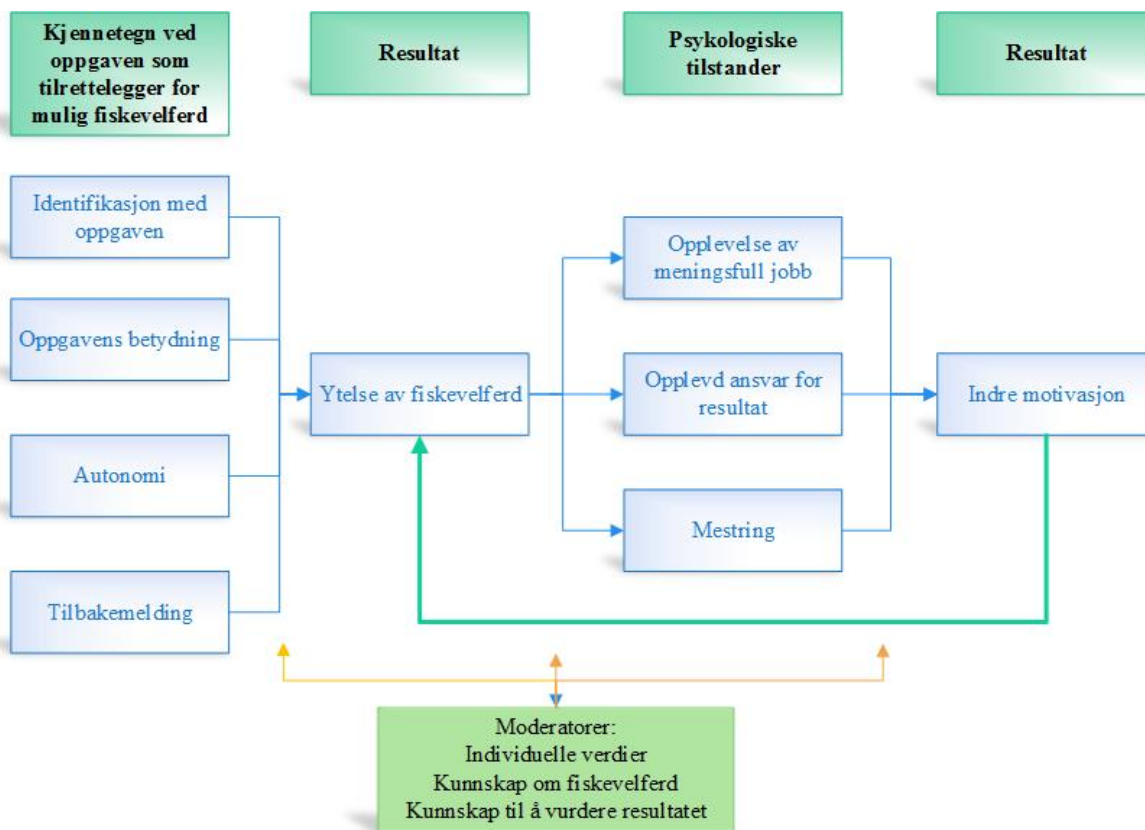 Kjennetegn ved
oppgaven som
tilrettelegger for
mulig fiskevelferd
Resultat
Psykologiske
tilstander
Resultat
Identifikasjon med
oppgaven
Oppgavens betydning
Autonomi
Tilbakemelding
Ytelse av fiskevelferd
Opplevelse av
meningsfull jobb
Opplevd ansvar for
resultat
Mestring
Indre motivasjon
Moderatorer:
Individuelle verdier
Kunnskap om fiskevelferd
Kunnskap til å vurdere resultatet